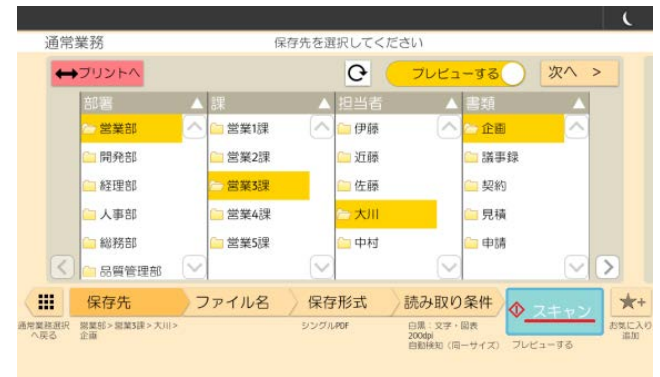 通常業務
保存先を選択してください
プリントへ
プレビューする
次へ >
部署
課
担当者
書類
営業部
営業1課
伊藤
企画
開発部
営業2課
近藤
議事録
経理部
営業3課
佐藤
契約
人事部
営業4課
大川
見積
総務部
営業5課
中村
申請
品質管理部
保存先
ファイル名
保存形式
読み取り条件
スキャン
通常業務選択
へ戻る
営業部>営業3課>大川>
企画
シングルPDF
白黒:文字・図表
200dpi
自動検知(同一サイズ)
プレビューする
お気に入り
追加